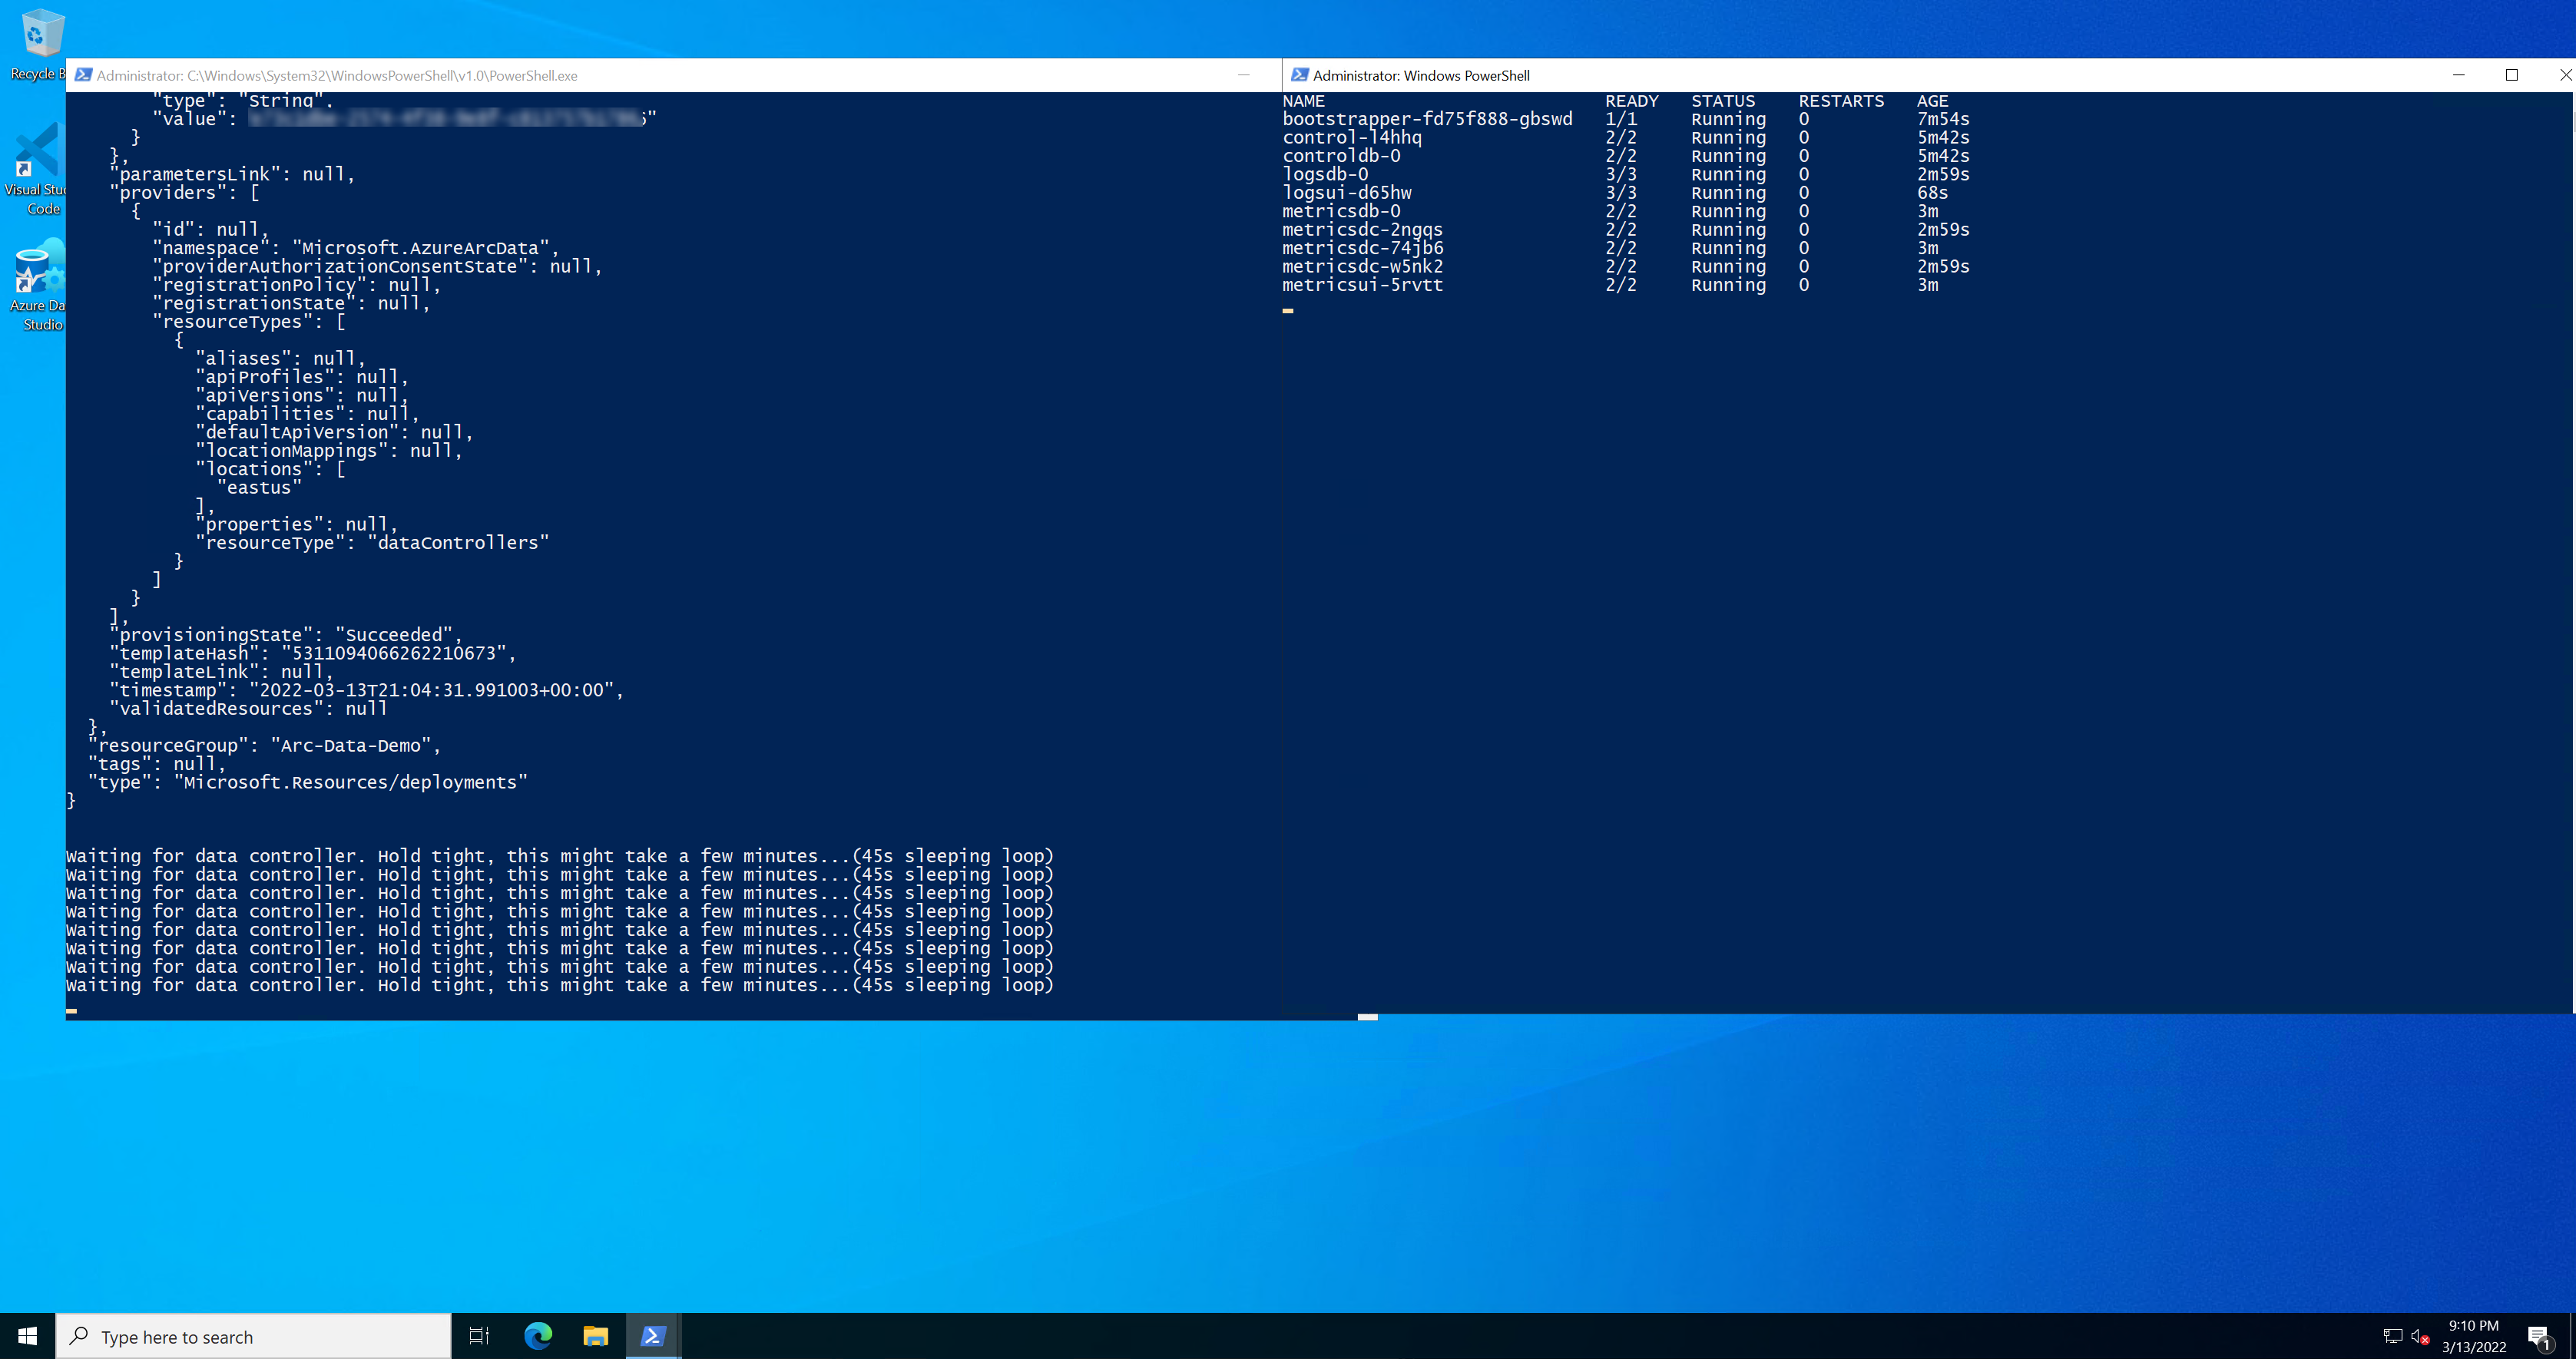 Recycle B
Visual Stu
Code
Azure Da
Studio
Administrator: C:\Windows\System32\WindowsPowerShell\v1.0\PowerShell.exe
"type": "String",
"value":
}
},
"parametersLink": null,
"providers": [
{
"id": null,
"namespace": "Microsoft.AzureArcData",
"providerAuthorizationConsentState": null,
"registrationPolicy": null,
"registrationState": null,
"resourceTypes": [
{
"aliases": null,
"apiProfiles": null,
"apiVersions": null,
"capabilities": null,
"defaultApiVersion": null,
"locationMappings": null,
"locations": [
"eastus"
],
"properties": null,
"resourceType": "dataControllers"
}
]
}
],
"provisioningState": "Succeeded",
"templateHash": "5311094066262210673",
"templateLink": null,
"timestamp": "2022-03-13T21:04:31.991003+00:00",
"validatedResources": null
},
"resourceGroup": "Arc-Data-Demo",
"tags": null,
"type": "Microsoft.Resources/deployments"
}
Waiting for data controller. Hold tight, this might take a few minutes...(45s sleeping loop)
Waiting for data controller. Hold tight, this might take a few minutes...(45s sleeping loop)
Waiting for data controller. Hold tight, this might take a few minutes...(45s sleeping loop)
Waiting for data controller. Hold tight, this might take a few minutes...(45s sleeping loop)
Waiting for data controller. Hold tight, this might take a few minutes...(45s sleeping loop)
Waiting for data controller. Hold tight, this might take a few minutes...(45s sleeping loop)
Waiting for data controller. Hold tight, this might take a few minutes...(45s sleeping loop)
Waiting for data controller. Hold tight, this might take a few minutes...(45s sleeping loop)
Administrator: Windows PowerShell
NAME READY STATUS RESTARTS AGE
bootstrapper-fd75f888-gbswd 1/1 Running 0 7m54s
control-l4hhq 2/2 Running 0 5m42s
controldb-0 2/2 Running 0 5m42s
logsdb-0 3/3 Running 0 2m59s
logsui-d65hw 3/3 Running 0 68s
metricsdb-0 2/2 Running 0 3m
metricsdc-2ngqs 2/2 Running 0 2m59s
metricsdc-74jb6 2/2 Running 0 3m
metricsdc-w5nk2 2/2 Running 0 2m59s
metricsui-5rvtt 2/2 Running 0 3m
Type here to search
9:10 PM
3/13/2022
1